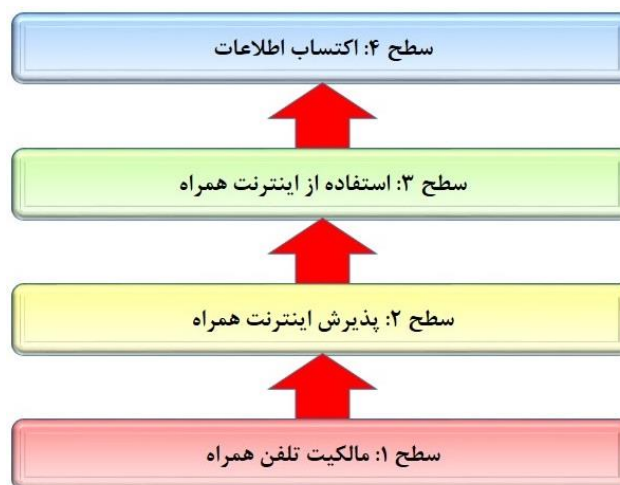 سطح ۴: اکتساب اطلاعات
سطح ۳: استفاده از اینترنت همراه
سطح ۲: پذیرش اینترنت همراه
سطح ۱: مالکیت تلفن همراه